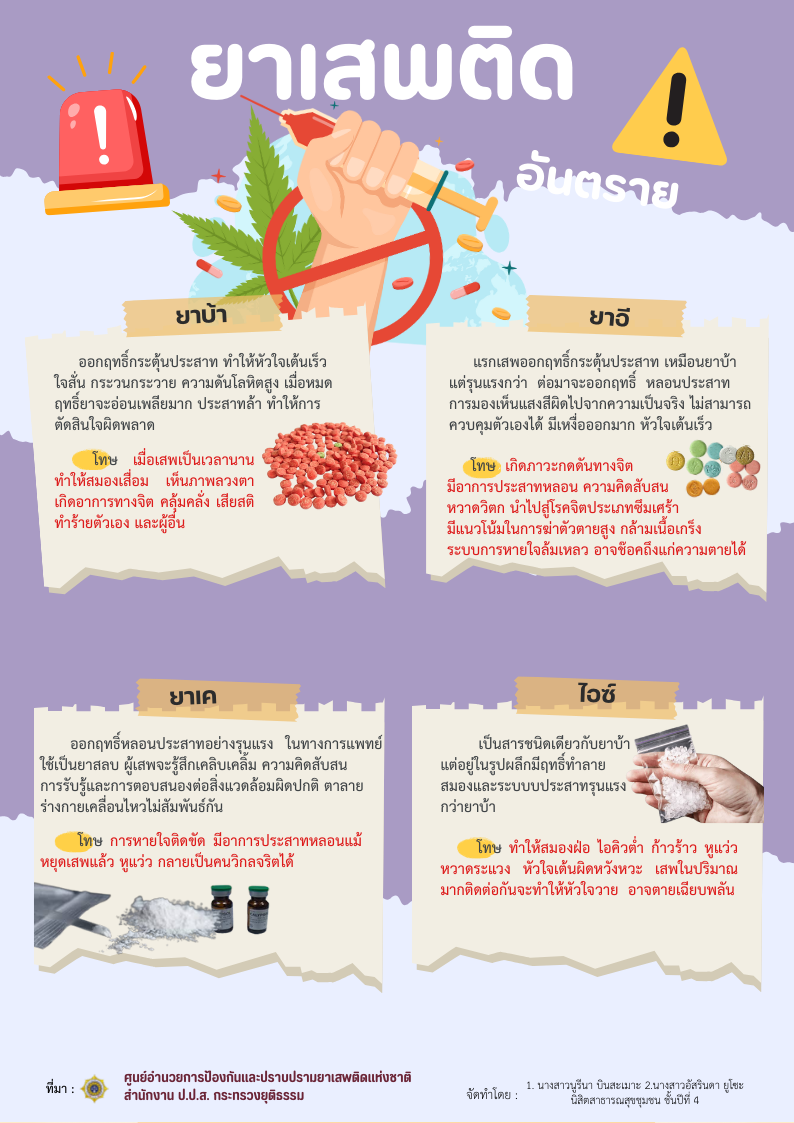 ยาเสพติด
อันตราย
ยาบ้า
ออกฤทธิ์กระตุ้นประสาท ทำให้หัวใจเต้นเร็ว
ใจสั่น กระวนกระวาย ความดันโลหิตสูง เมื่อหมด
ฤทธิ์ยาจะอ่อนเพลียมาก ประสาทล้า ทำให้การ
ตัดสินใจผิดพลาด
โทษ เมื่อเสพเป็นเวลานาน
ทำให้สมองเสื่อม เห็นภาพลวงตา
เกิดอาการทางจิต คลุ้มคลั่ง เสียสติ
ทำร้ายตัวเอง และผู้อื่น
ยาอี
แรกเสพออกฤทธิ์กระตุ้นประสาท เหมือนยาบ้า
แต่รุนแรงกว่า ต่อมาจะออกฤทธิ์ หลอนประสาท
การมองเห็นแสงสีผิดไปจากความเป็นจริง ไม่สามารถ
ควบคุมตัวเองได้ มีเหงื่อออกมาก หัวใจเต้นเร็ว
โทษ เกิดภาวะกดดันทางจิต
มีอาการประสาทหลอน ความคิดสับสน
หวาดวิตก นำไปสู่โรคจิตประเภทซึมเศร้า
มีแนวโน้มในการฆ่าตัวตายสูง กล้ามเนื้อเกร็ง
ระบบการหายใจล้มเหลว อาจช๊อคถึงแก่ความตายได้
ยาเค
ออกฤทธิ์หลอนประสาทอย่างรุนแรง ในทางการแพทย์
ใช้เป็นยาสลบ ผู้เสพจะรู้สึกเคลิบเคลิ้ม ความคิดสับสน
การรับรู้และการตอบสนองต่อสิ่งแวดล้อมผิดปกติ ตาลาย
ร่างกายเคลื่อนไหวไม่สัมพันธ์กัน
โทษ การหายใจติดขัด มีอาการประสาทหลอนแม้
หยุดเสพแล้ว หูแว่ว กลายเป็นคนวิกลจริตได้
ไอซ์
เป็นสารชนิดเดียวกับยาบ้า
แต่อยู่ในรูปผลึกมีฤทธิ์ทำลาย
สมองและระบบบประสาทรุนแรง
กว่ายาบ้า
โทษ ทำให้สมองฝ่อ ไอคิวต่ำ ก้าวร้าว หูแว่ว
หวาดระแวง หัวใจเต้นผิดหวังหวะ เสพในปริมาณ
มากติดต่อกันจะทำให้หัวใจวาย อาจตายเฉียบพลัน
ที่มา :
ศูนย์อำนวยการป้องกันและปราบปรามยาเสพติดแห่งชาติ
สำนักงาน ป.ป.ส. กระทรวงยุติธรรม
จัดทำโดย :
1. นางสาวนูรีนา บินสะเมาะ 2.นางสาวอัสรินดา ยูโซะ
นิสิตสาธารณสุขชุมชน ชั้นปีที่ 4